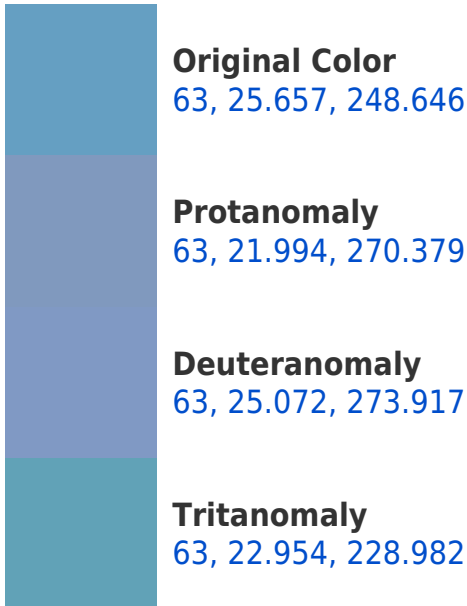 Original Color
63, 25.657, 248.646
Protanomaly
63, 21.994, 270.379
Deuteranomaly
63, 25.072, 273.917
Tritanomaly
63, 22.954, 228.982